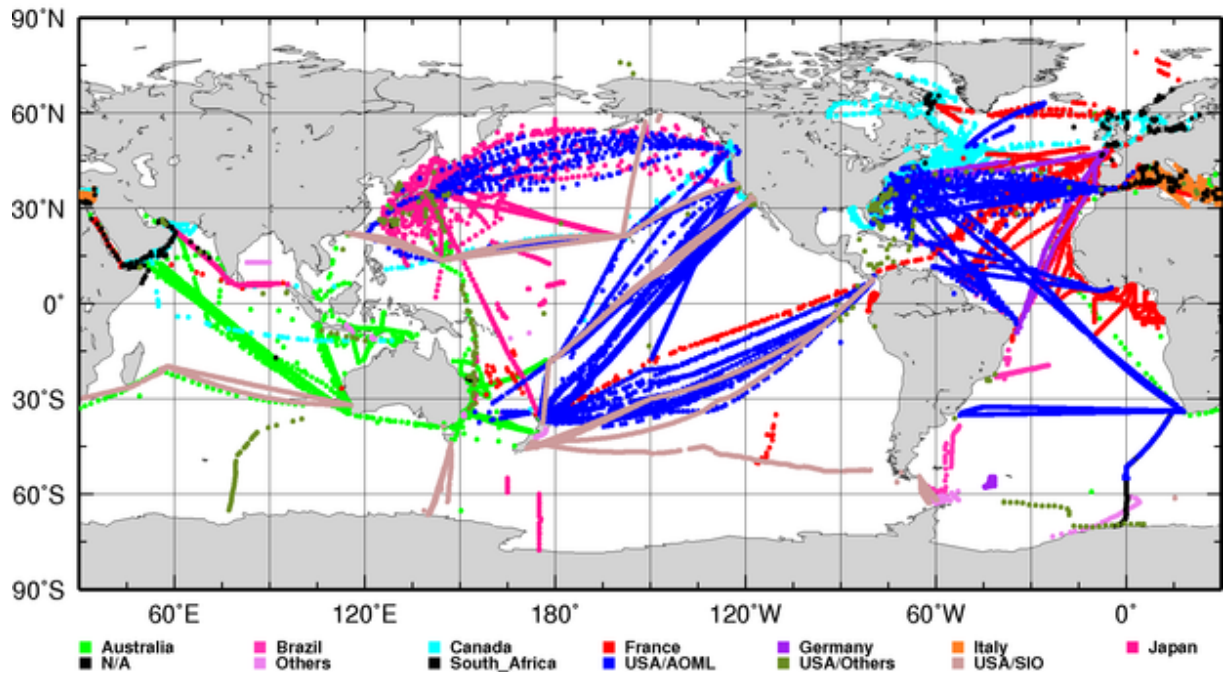 90°N
60°N
30°N
0°
30°S
60°S
90°S
60°E 120°E 180° 120°W 60°W 0°
Australia Brazil Canada France Germany Italy Japan
N/A Others South_Africa USA/AOML USA/Others USA/SIO